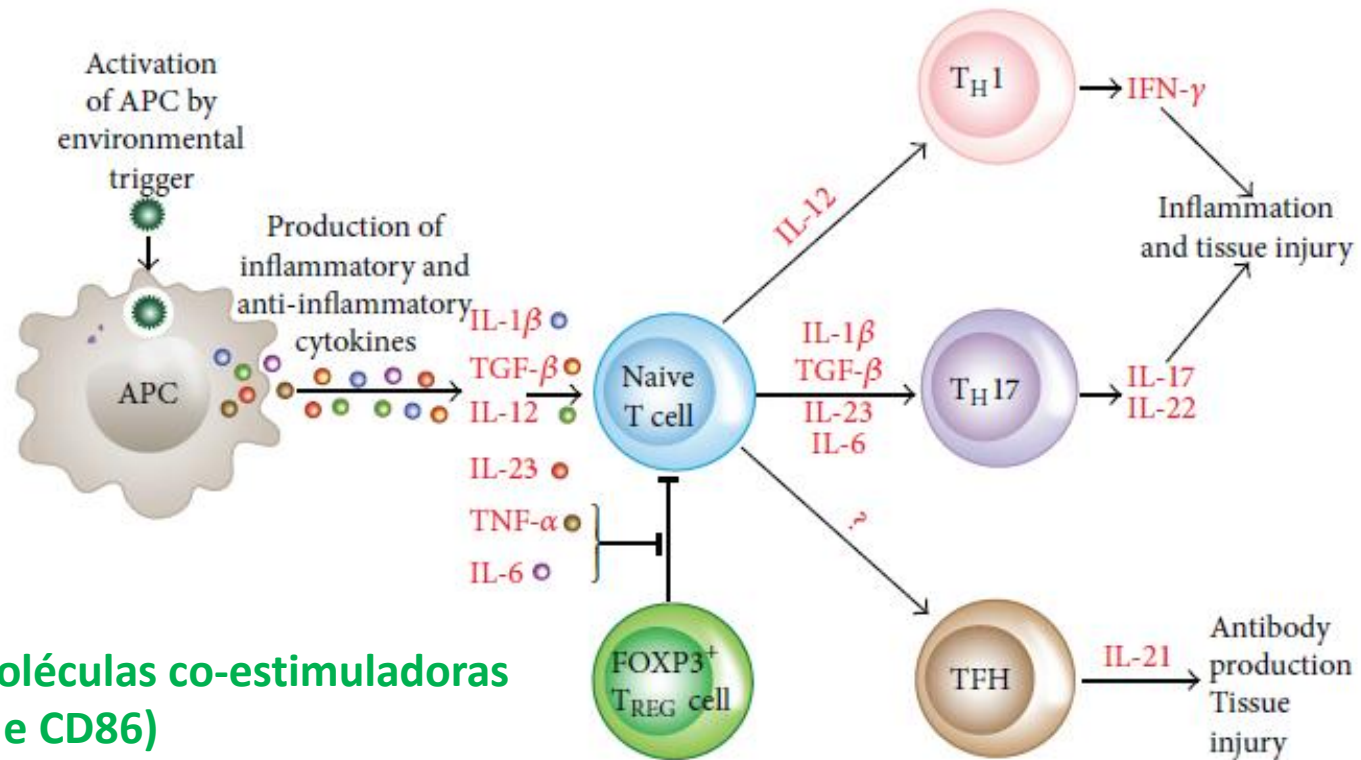 Activation
of APC by
environmental
trigger
APC
Production of
inflammatory and
anti-inflammatory
cytokines
IL-1β
TGF-β
IL-12
IL-23
TNF-α
IL-6
Naive
T cell
FOXP3⁺
T_REG cell
IL-12
T_H1
IFN-γ
Inflammation
and tissue injury
IL-1β
TGF-β
IL-23
IL-6
T_H17
IL-17
IL-22
?
TFH
IL-21
Antibody
production
Tissue
injury
oléculas co-estimuladoras
e CD86)